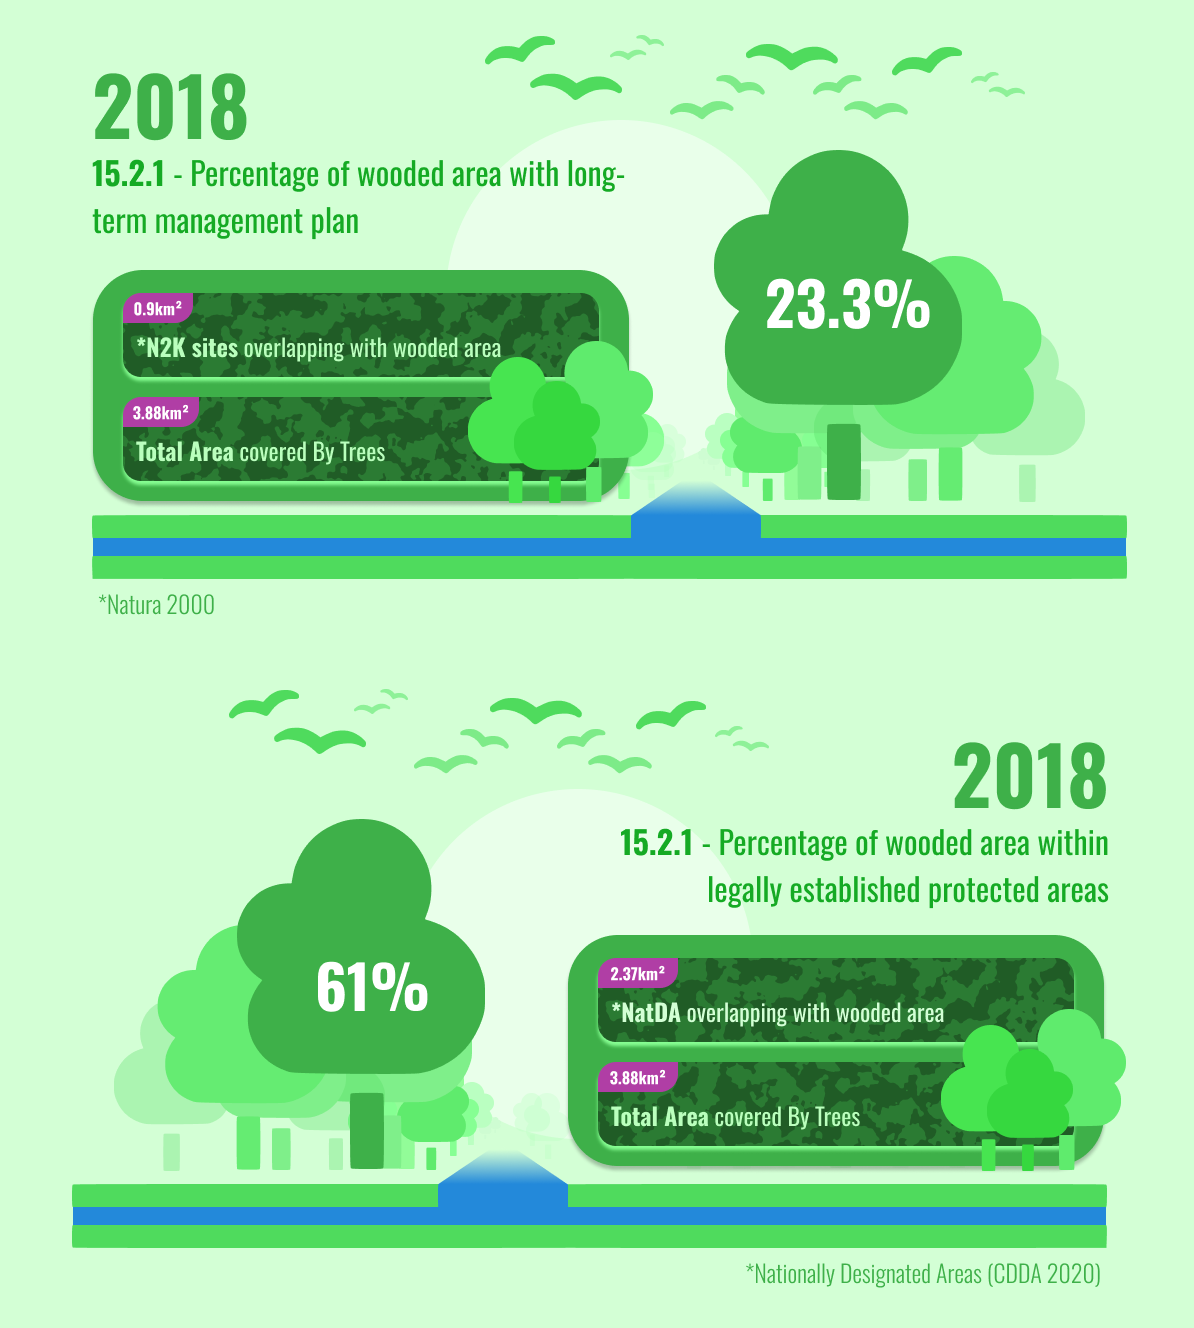 2018
15.2.1 - Percentage of wooded area with long-
term management plan
23.3%
0.9km²
*N2K sites overlapping with wooded area
3.88km²
Total Area covered By Trees
*Natura 2000
2018
15.2.1 - Percentage of wooded area within
legally established protected areas
61%
2.37km²
*NatDA overlapping with wooded area
3.88km²
Total Area covered By Trees
*Nationally Designated Areas (CDDA 2020)